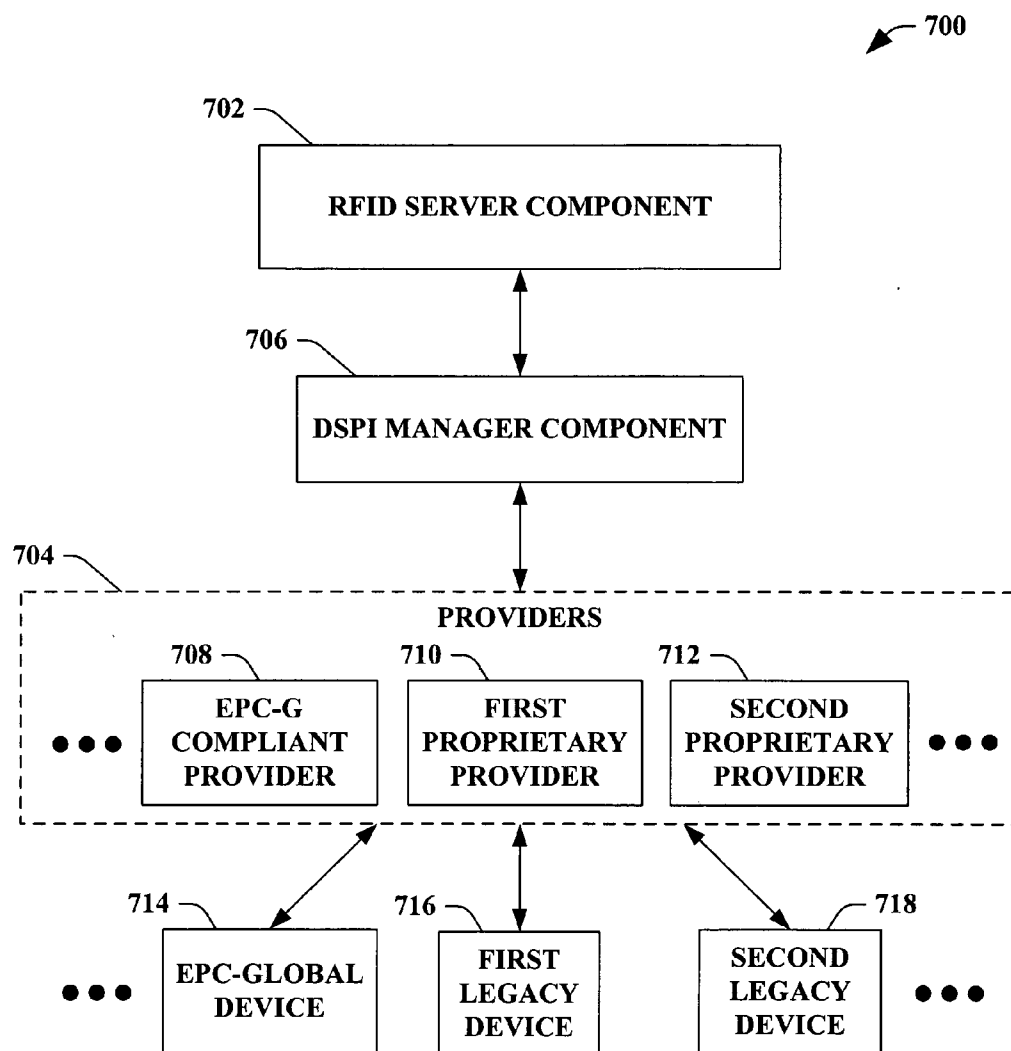 700
702
RFID SERVER COMPONENT
706
DSPI MANAGER COMPONENT
704
PROVIDERS
708
710
712
EPC-G
COMPLIANT
PROVIDER
FIRST
PROPRIETARY
PROVIDER
SECOND
PROPRIETARY
PROVIDER
714
716
718
EPC-GLOBAL
DEVICE
FIRST
LEGACY
DEVICE
SECOND
LEGACY
DEVICE